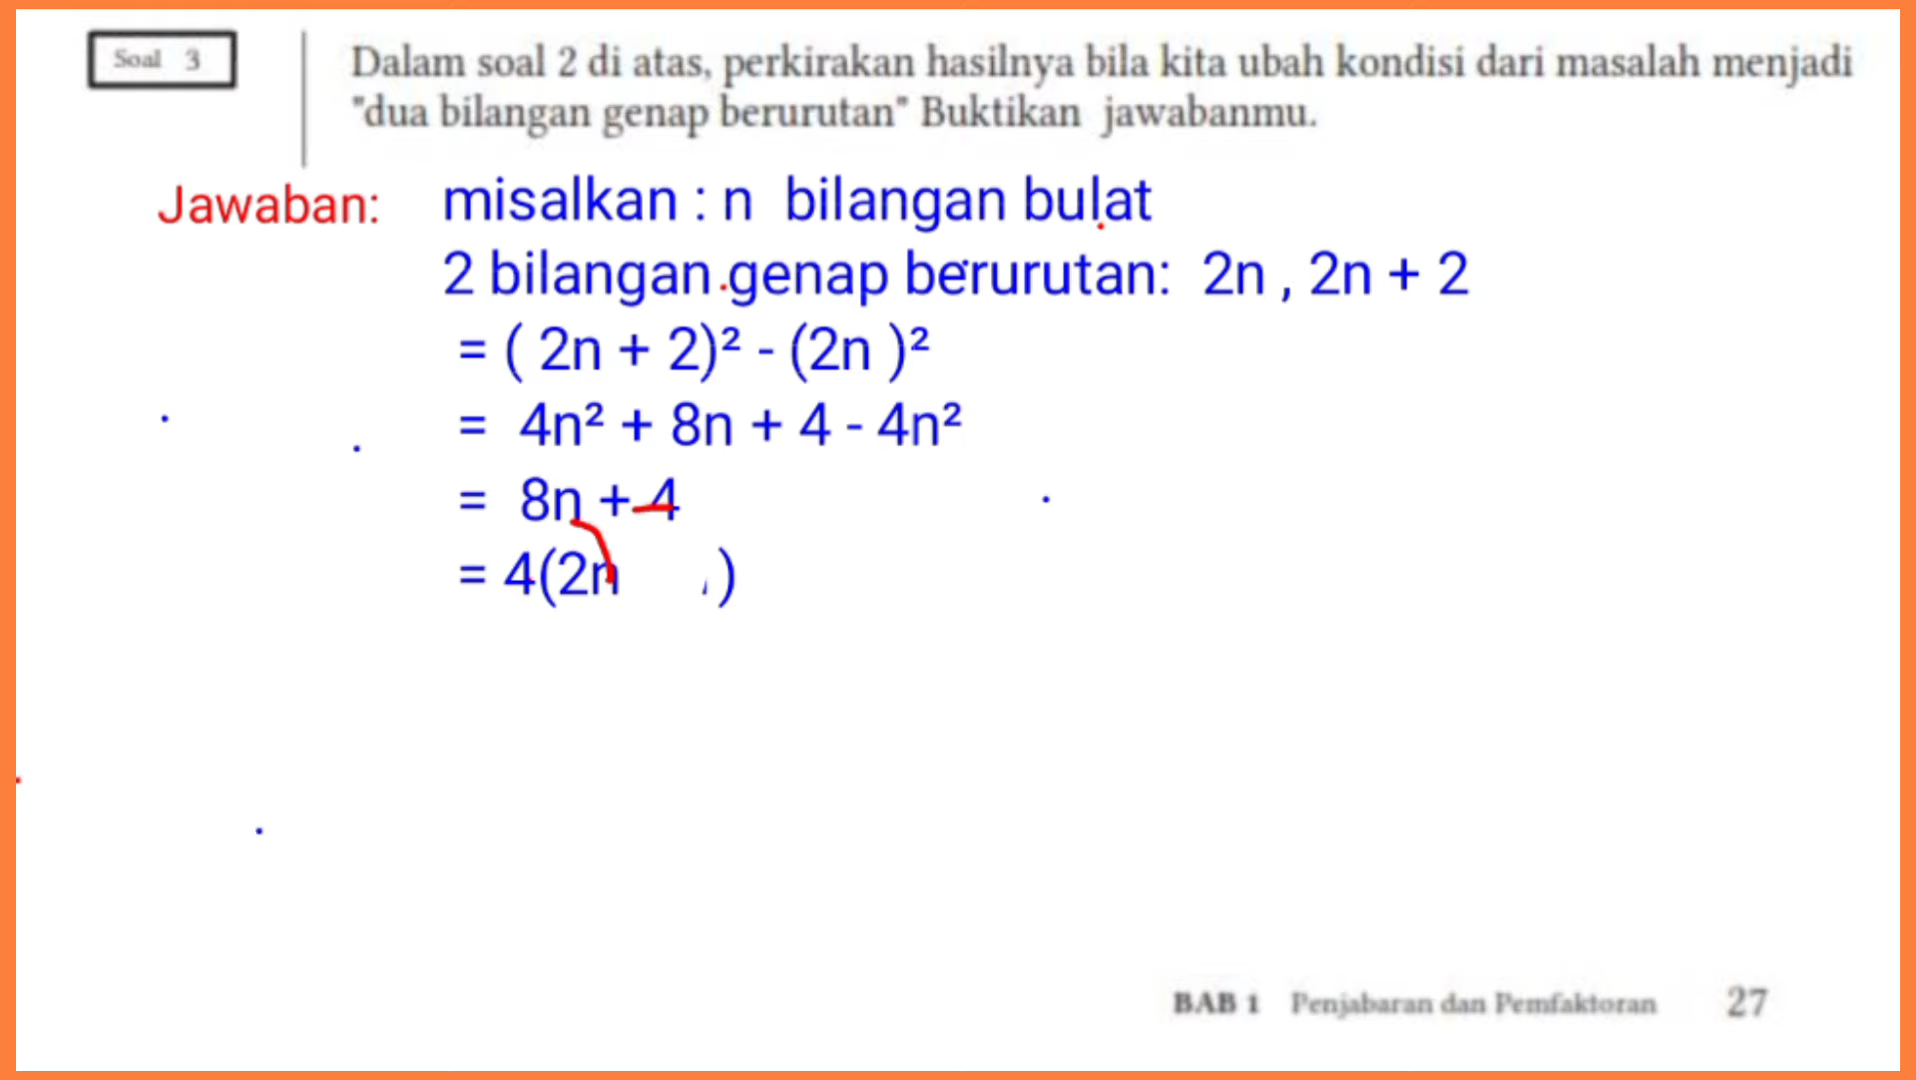 Soal 3
Dalam soal 2 di atas, perkirakan hasilnya bila kita ubah kondisi dari masalah menjadi
"dua bilangan genap berurutan" Buktikan jawabanmu.
Jawaban: misalkan : n bilangan bulat
2 bilangan genap berurutan: 2n , 2n + 2
= ( 2n + 2)² - (2n )²
= 4n² + 8n + 4 - 4n²
= 8n + 4
= 4(2n )
BAB 1 Penjabaran dan Pemfaktoran 27